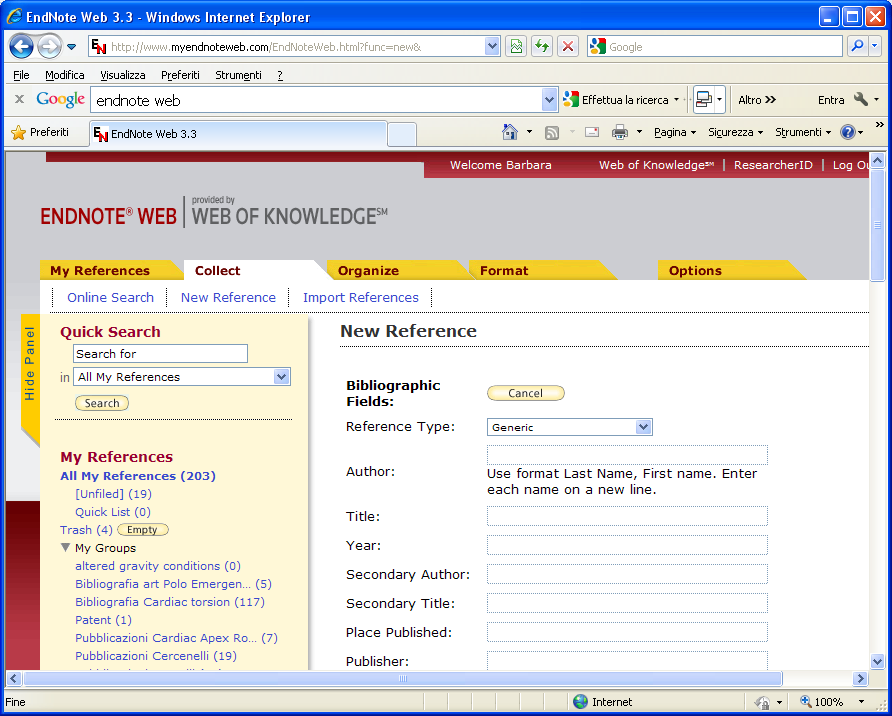 EndNote Web 3.3 - Windows Internet Explorer
http://www.myendnoteweb.com/EndNoteWeb.html?func=new&
Google
File Modifica Visualizza Preferiti Strumenti ?
x Google endnote web Effettua la ricerca Altro >> Entra
Preferiti EndNote Web 3.3 Pagina Sicurezza Strumenti >>
Welcome Barbara Web of Knowledge℠ | ResearcherID | Log Ou
provided by
ENDNOTE® WEB | WEB OF KNOWLEDGE℠
My References Collect Organize Format Options
Online Search New Reference Import References
Hide Panel
Quick Search
Search for
in All My References
Search
My References
All My References (203)
[Unfiled] (19)
Quick List (0)
Trash (4) Empty
My Groups
altered gravity conditions (0)
Bibliografia art Polo Emergen... (5)
Bibliografia Cardiac torsion (117)
Patent (1)
Pubblicazioni Cardiac Apex Ro... (7)
Pubblicazioni Cercenelli (19)
New Reference
Bibliographic
Fields:
Cancel
Reference Type: Generic
Author:
Use format Last Name, First name. Enter
each name on a new line.
Title:
Year:
Secondary Author:
Secondary Title:
Place Published:
Publisher:
Fine Internet 100%